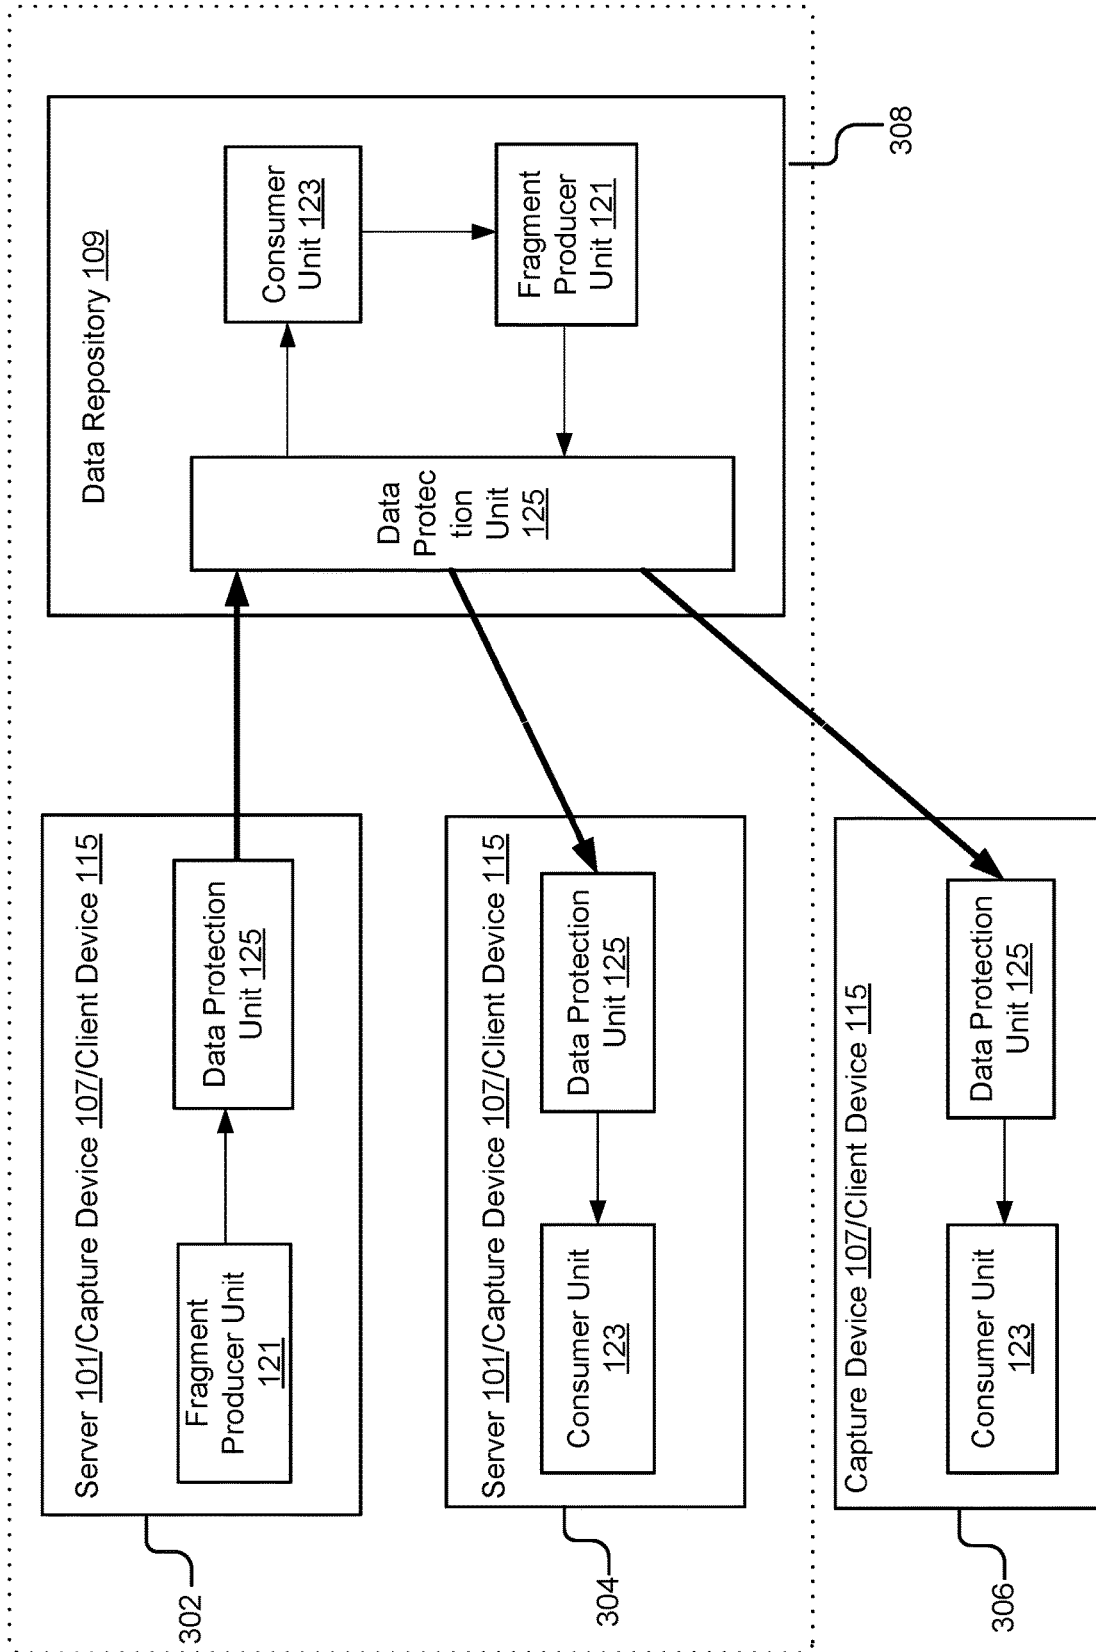 Server 101/Capture Device 107/Client Device 115
Fragment
Producer Unit
121
Data Protection
Unit 125
302
Data Repository 109
Data
Protec
tion
Unit
125
Consumer
Unit 123
Fragment
Producer
Unit 121
308
Server 101/Capture Device 107/Client Device 115
Consumer Unit
123
Data Protection
Unit 125
304
Capture Device 107/Client Device 115
Consumer Unit
123
Data Protection
Unit 125
306